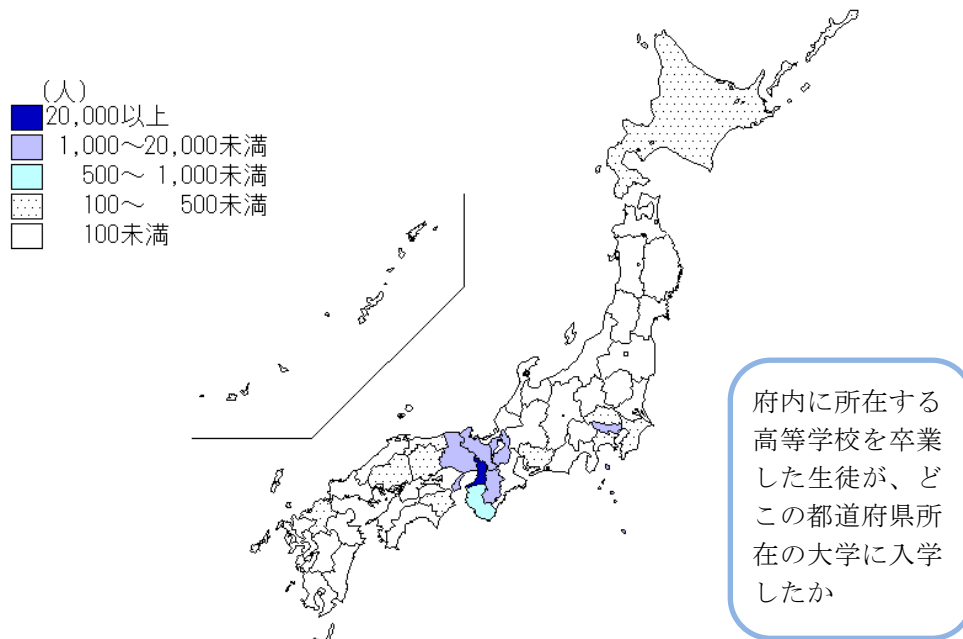 (人)
20,000以上
1,000～20,000未満
500～ 1,000未満
100～ 500未満
100未満
府内に所在する
高等学校を卒業
した生徒が、ど
この都道府県所
在の大学に入学
したか